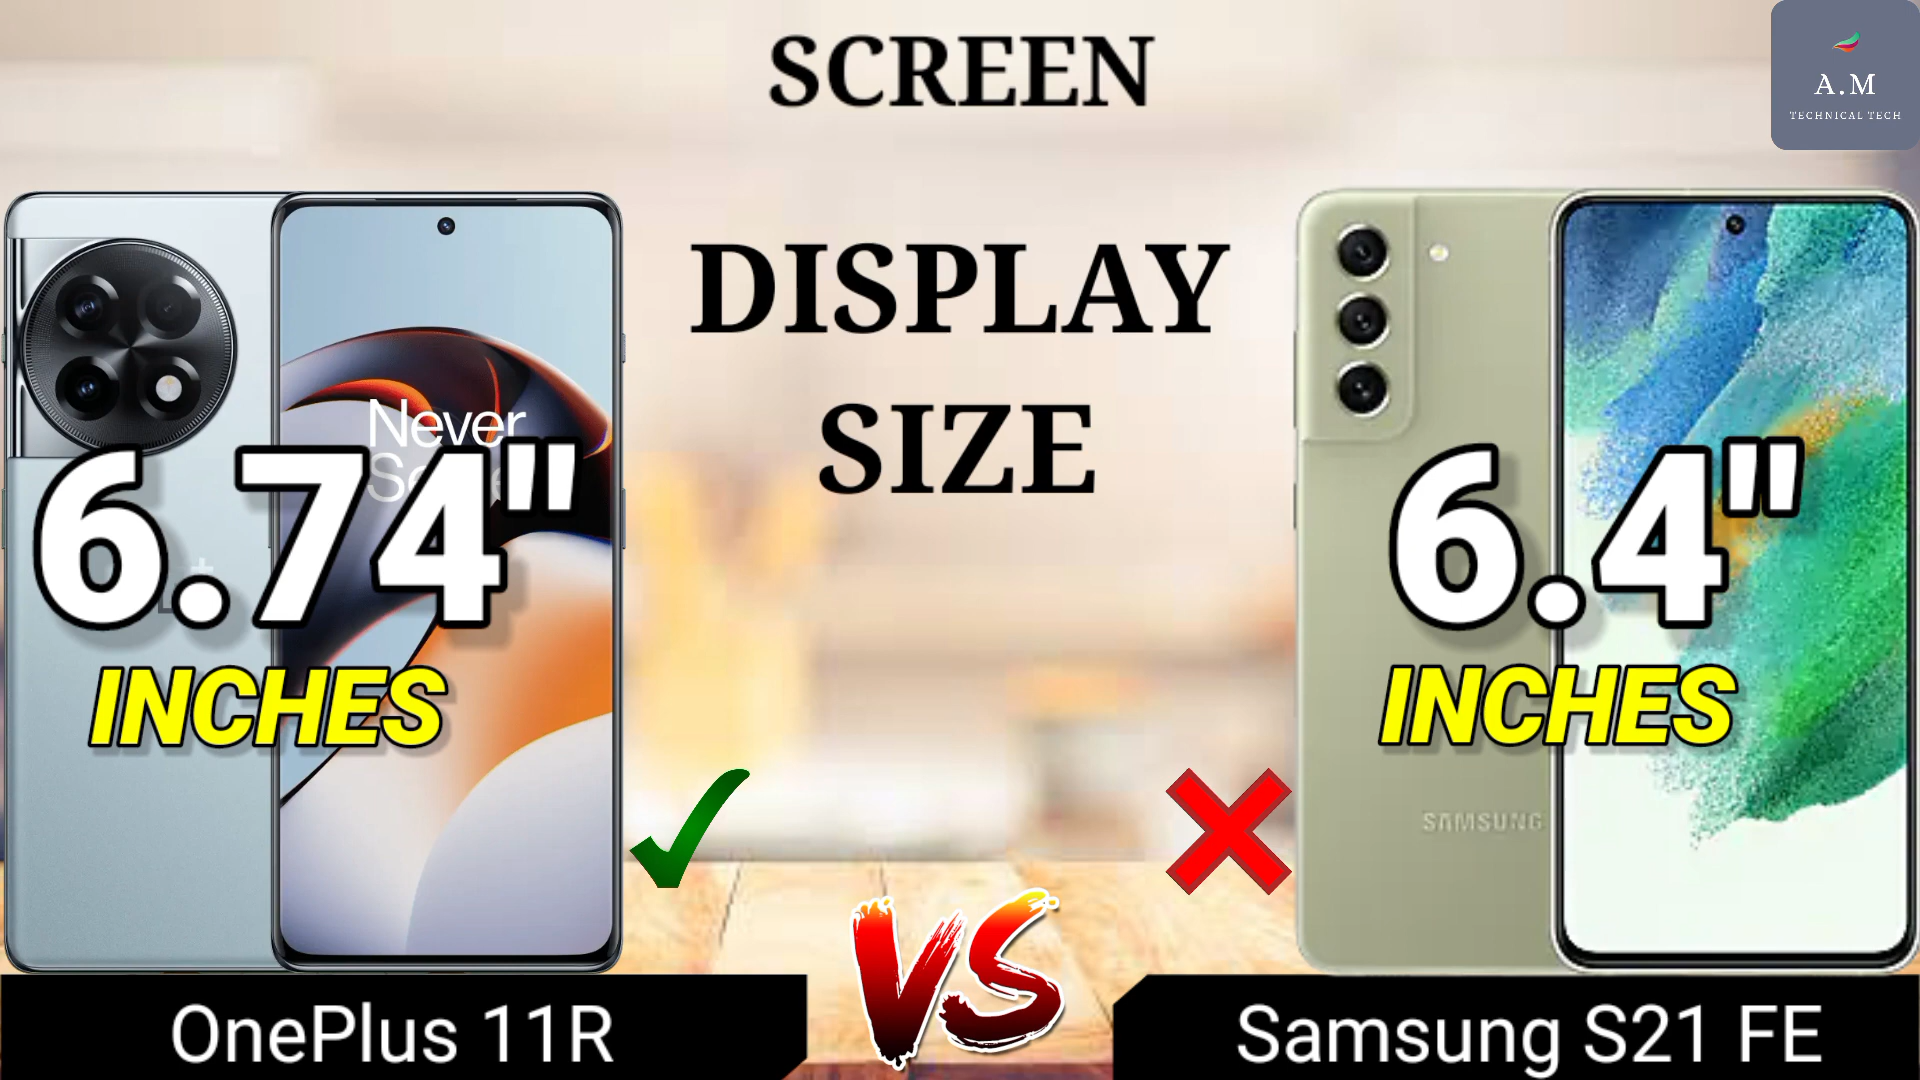 SCREEN
A.M
TECHNICAL TECH
DISPLAY
SIZE
Never
6.74"
INCHES
6.4"
INCHES
SAMSUNG
VS
OnePlus 11R
Samsung S21 FE